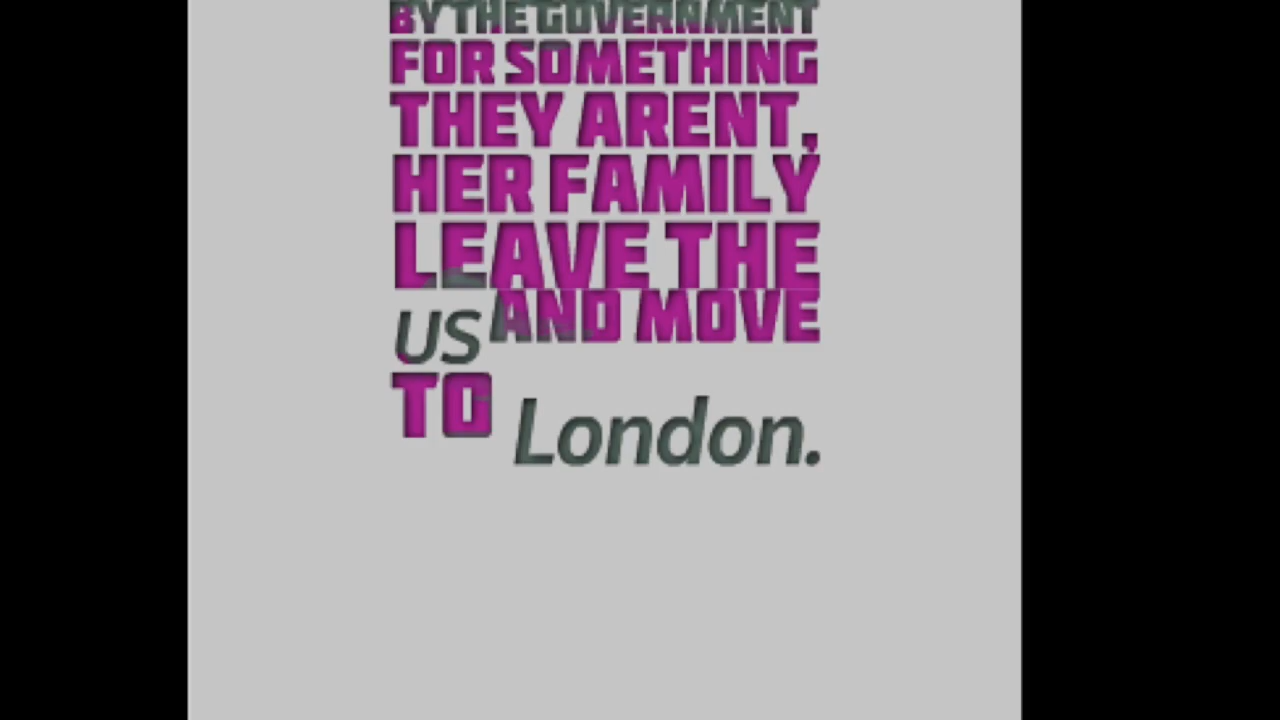 BY THE GOVERNMENT
FOR SOMETHING
THEY ARENT,
HER FAMILY
LEAVE THE
US AND MOVE
TO London.